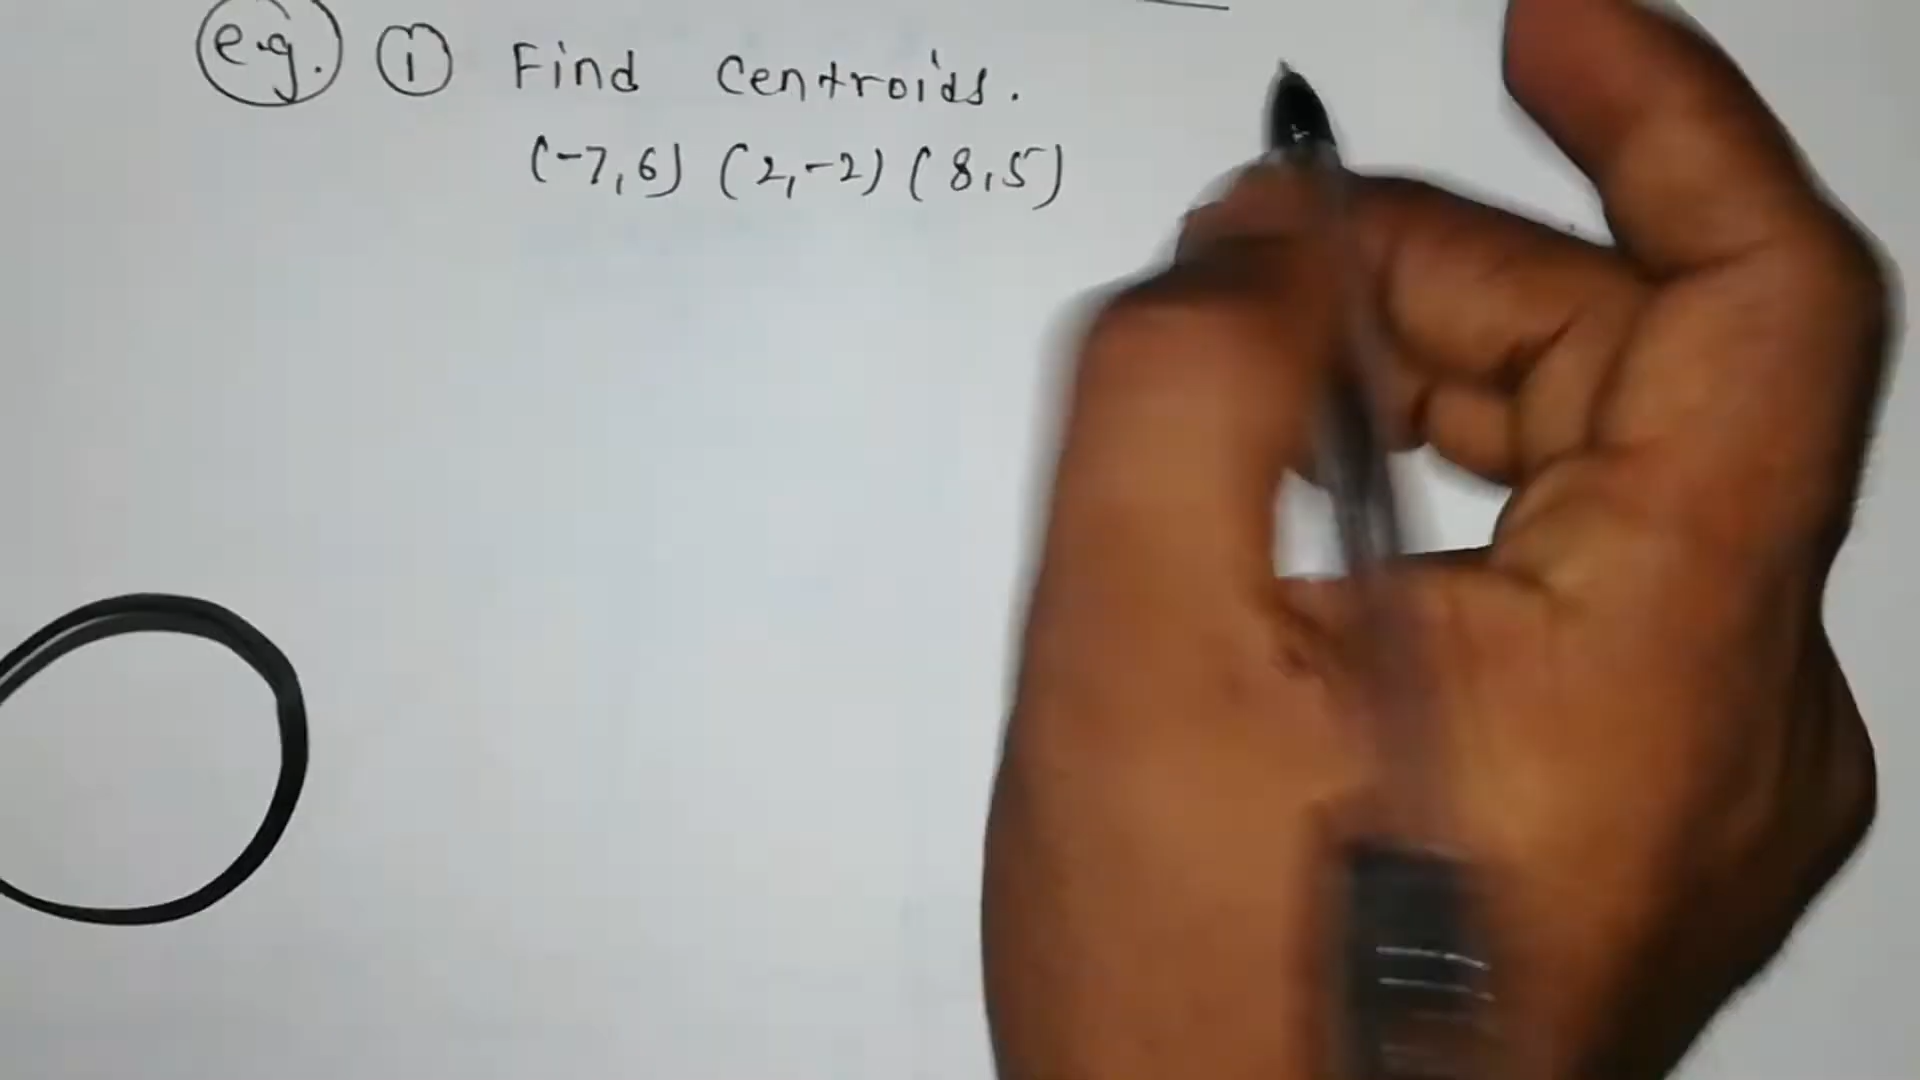 e.g. 1 Find Centroids.
(-7,6) (2,-2) (8,5)